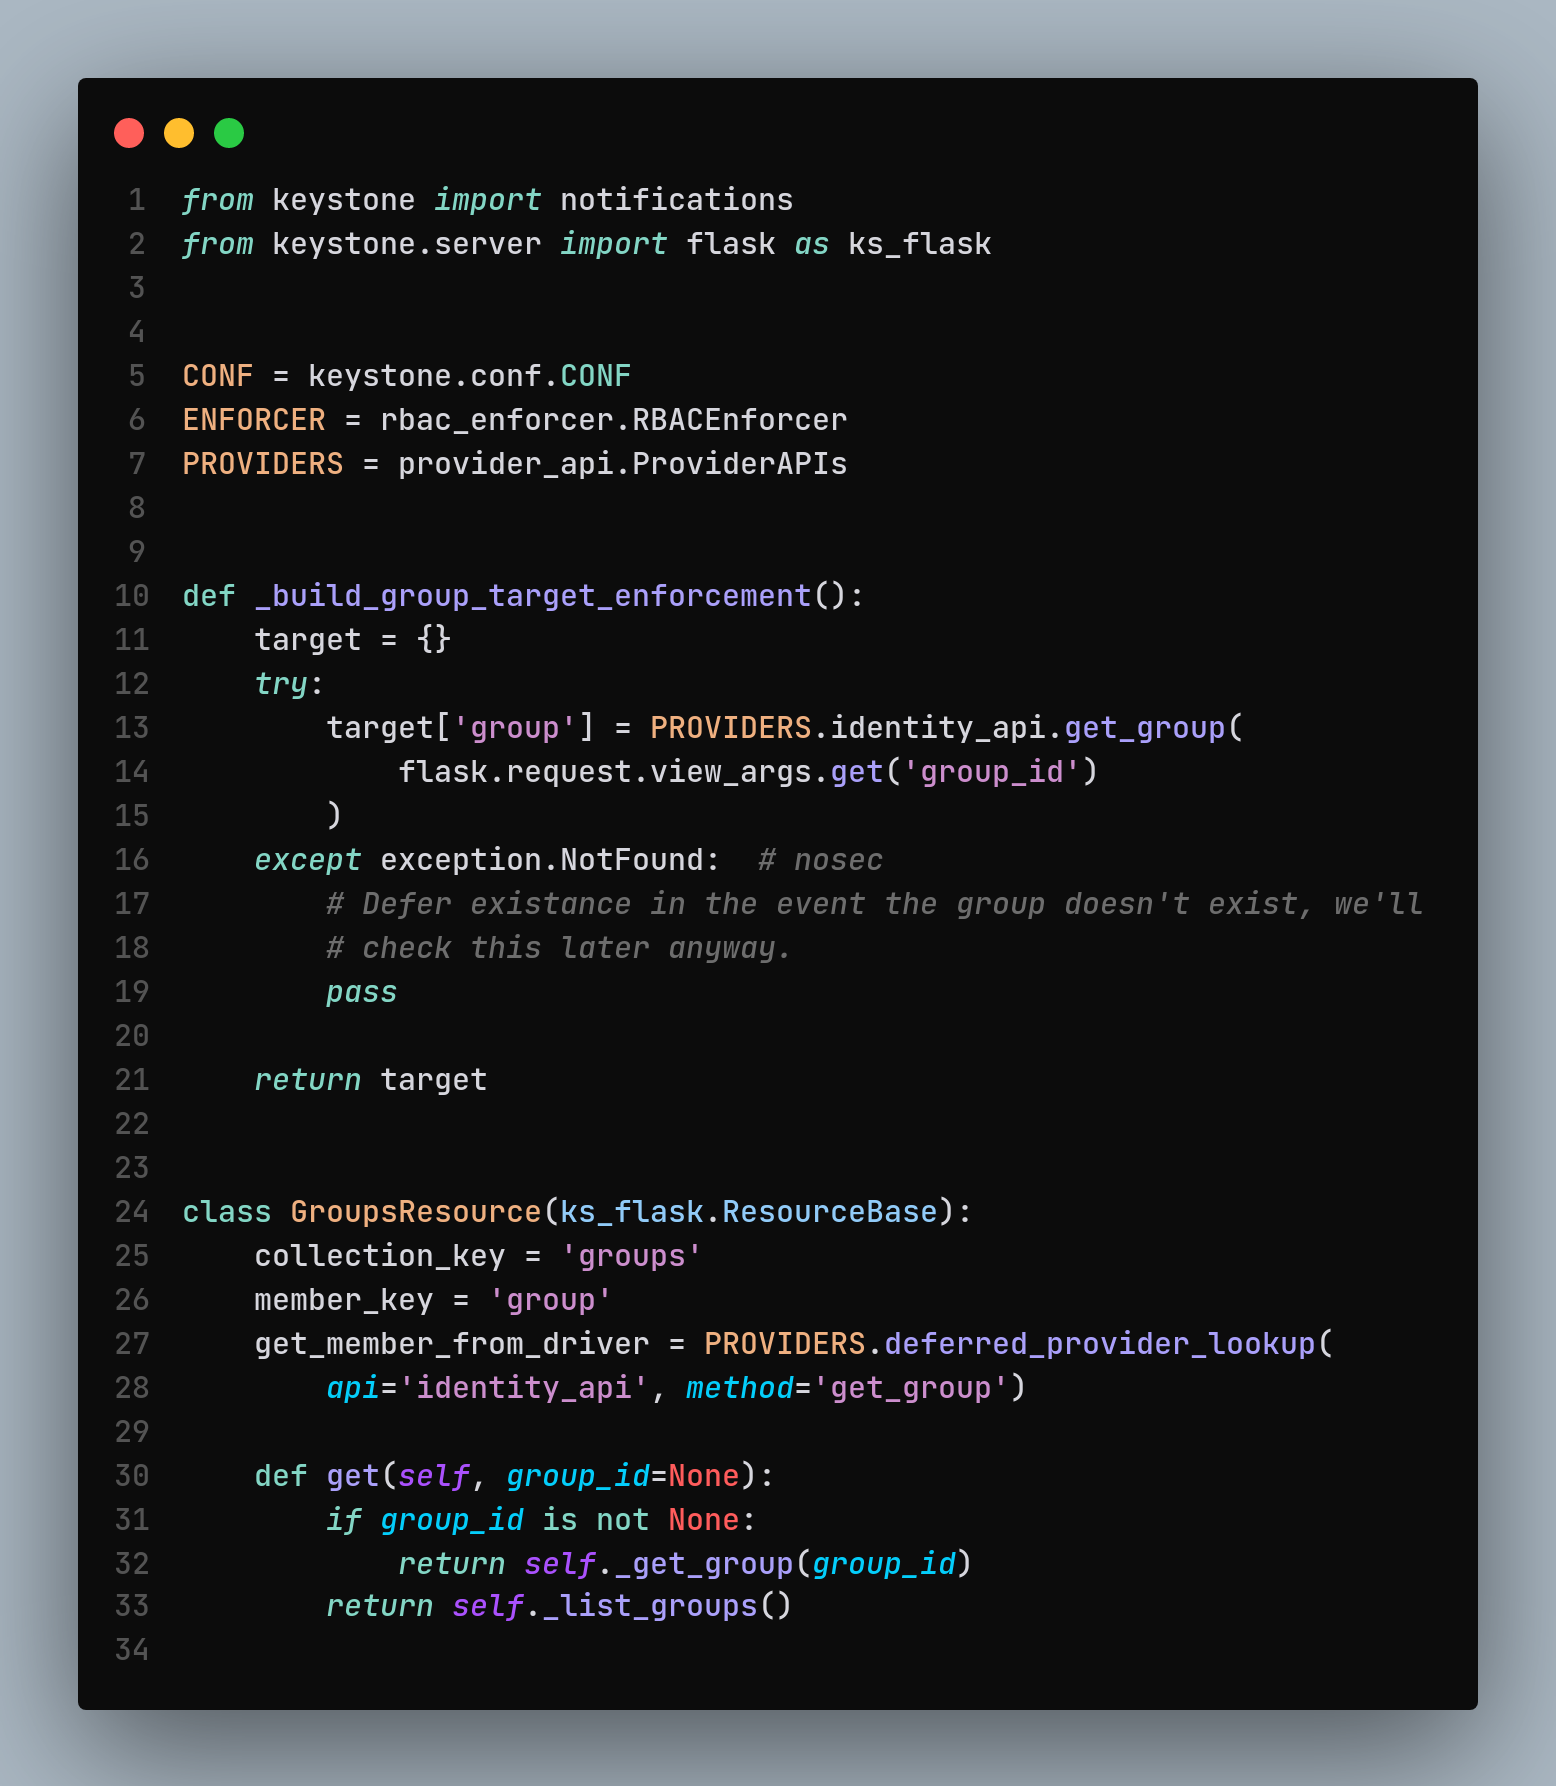 1 from keystone import notifications
2 from keystone.server import flask as ks_flask
3
4
5 CONF = keystone.conf.CONF
6 ENFORCER = rbac_enforcer.RBACEnforcer
7 PROVIDERS = provider_api.ProviderAPIs
8
9
10 def _build_group_target_enforcement():
11     target = {}
12     try:
13         target['group'] = PROVIDERS.identity_api.get_group(
14             flask.request.view_args.get('group_id')
15         )
16     except exception.NotFound:  # nosec
17         # Defer existance in the event the group doesn't exist, we'll
18         # check this later anyway.
19         pass
20
21     return target
22
23
24 class GroupsResource(ks_flask.ResourceBase):
25     collection_key = 'groups'
26     member_key = 'group'
27     get_member_from_driver = PROVIDERS.deferred_provider_lookup(
28         api='identity_api', method='get_group')
29
30     def get(self, group_id=None):
31         if group_id is not None:
32             return self._get_group(group_id)
33         return self._list_groups()
34